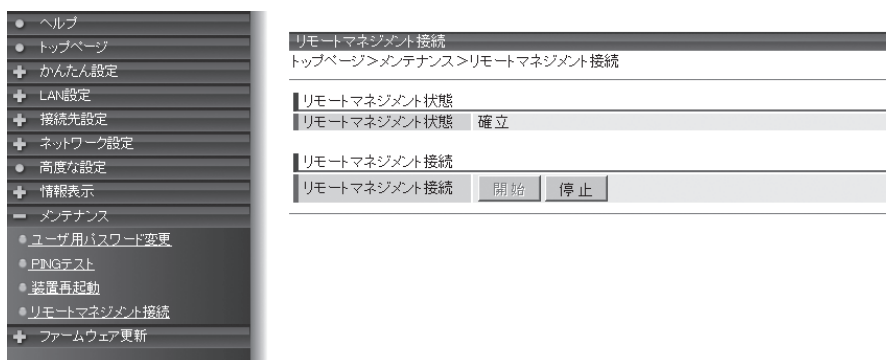 ヘルプ
トップページ
かんたん設定
LAN設定
接続先設定
ネットワーク設定
高度な設定
情報表示
メンテナンス
ユーザ用パスワード変更
PINGテスト
装置再起動
リモートマネジメント接続
ファームウェア更新
リモートマネジメント接続
トップページ＞メンテナンス＞リモートマネジメント接続
リモートマネジメント状態
リモートマネジメント状態 確立
リモートマネジメント接続
リモートマネジメント接続 開始 停止